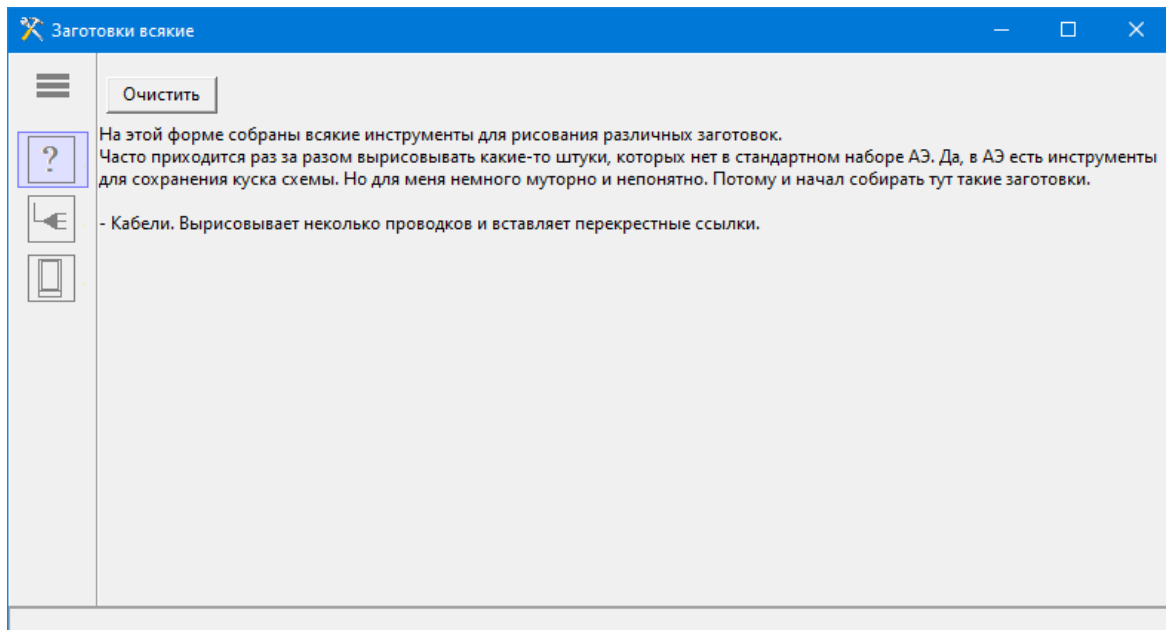 Заготовки всякие
Очистить
На этой форме собраны всякие инструменты для рисования различных заготовок.
Часто приходится раз за разом вырисовывать какие-то штуки, которых нет в стандартном наборе АЭ. Да, в АЭ есть инструменты
для сохранения куска схемы. Но для меня немного муторно и непонятно. Потому и начал собирать тут такие заготовки.
?
- Кабели. Вырисовывает неколько проводков и вставляет перекрестные ссылки.